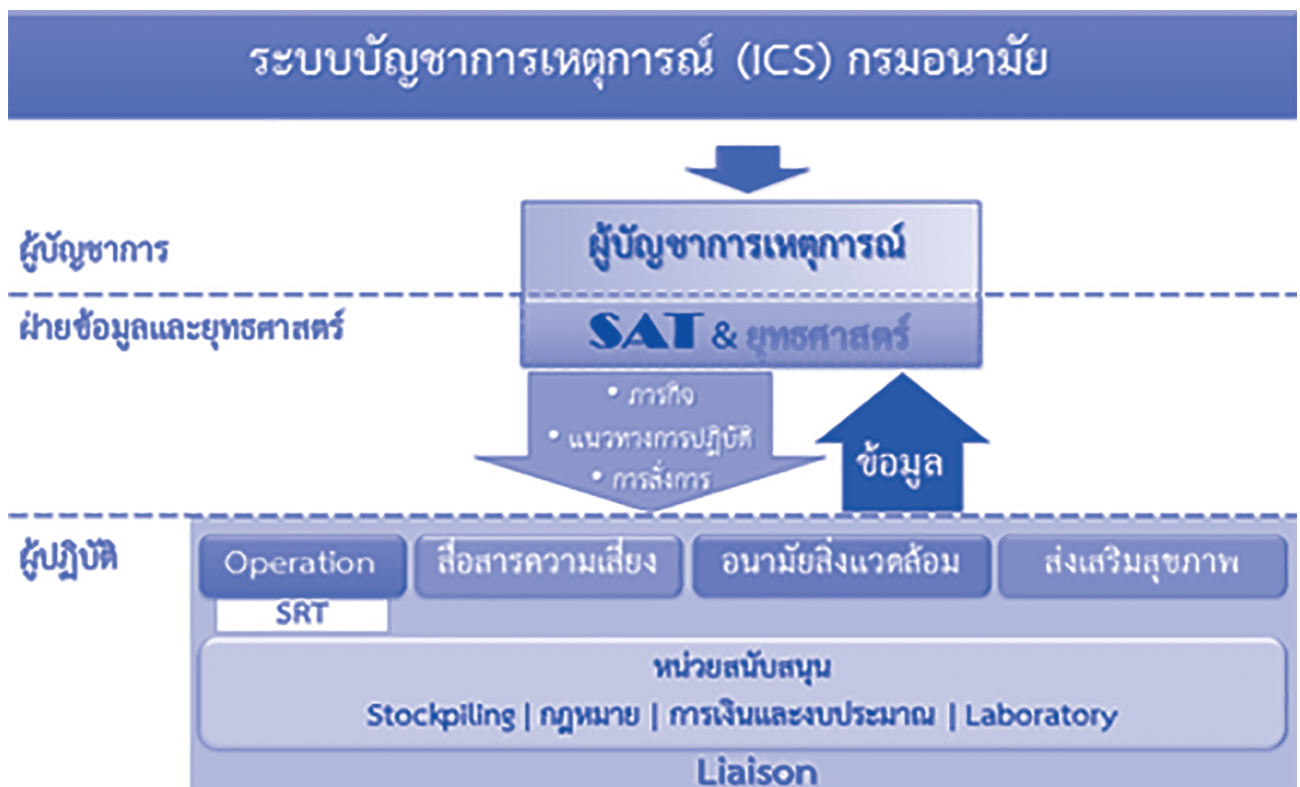 ระบบบัญชาการเหตุการณ์ (ICS) กรมอนามัย
ผู้บัญชาการ
ผู้บัญชาการเหตุการณ์
ฝ่ายข้อมูลและยุทธศาสตร์
SAT & ยุทธศาสตร์
• ภารกิจ
• แนวทางการปฏิบัติ
• การสั่งการ
ข้อมูล
ผู้ปฏิบัติ
Operation
สื่อสารความเสี่ยง
อนามัยสิ่งแวดล้อม
ส่งเสริมสุขภาพ
SRT
หน่วยสนับสนุน
Stockpiling | กฎหมาย | การเงินและงบประมาณ | Laboratory
Liaison